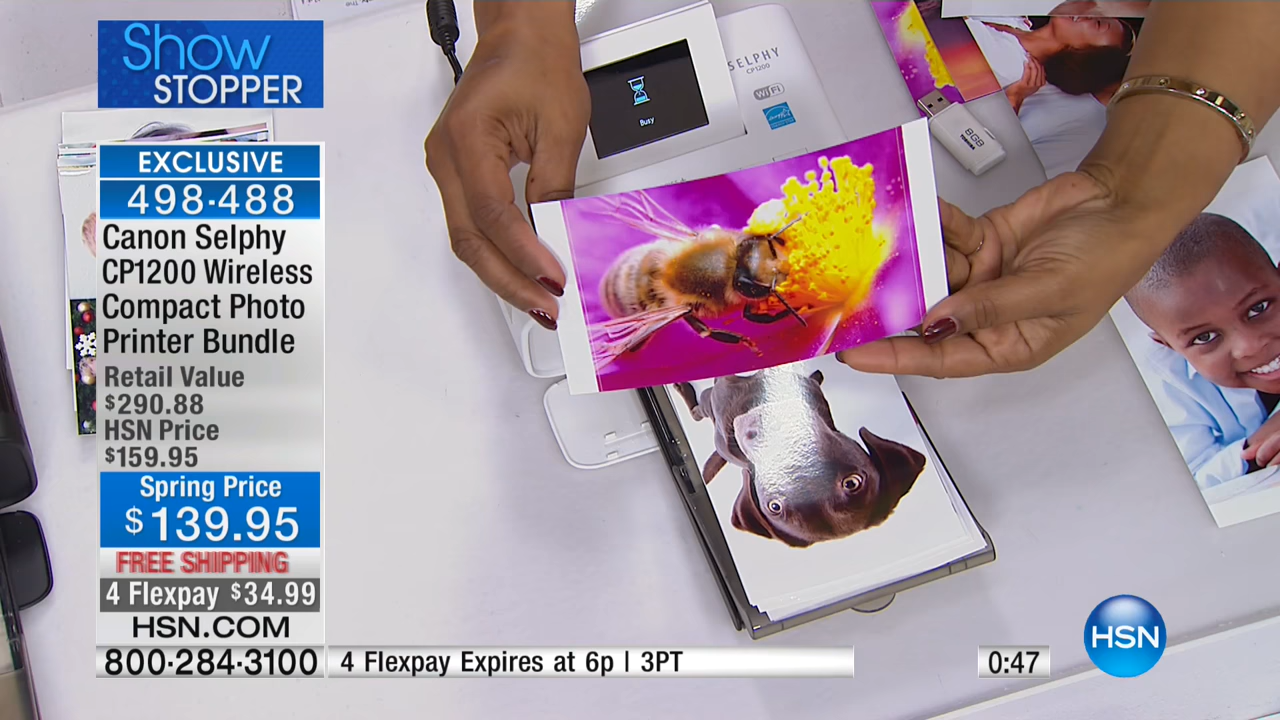 Show
STOPPER
EXCLUSIVE
498-488
Canon Selphy
CP1200 Wireless
Compact Photo
Printer Bundle
Retail Value
$290.88
HSN Price
$159.95
Spring Price
$139.95
FREE SHIPPING
4 Flexpay $34.99
HSN.COM
800-284-3100
4 Flexpay Expires at 6p | 3PT
0:47
HSN
SELPHY
CP1200
WiFi
Busy
8GB
TOSHIBA